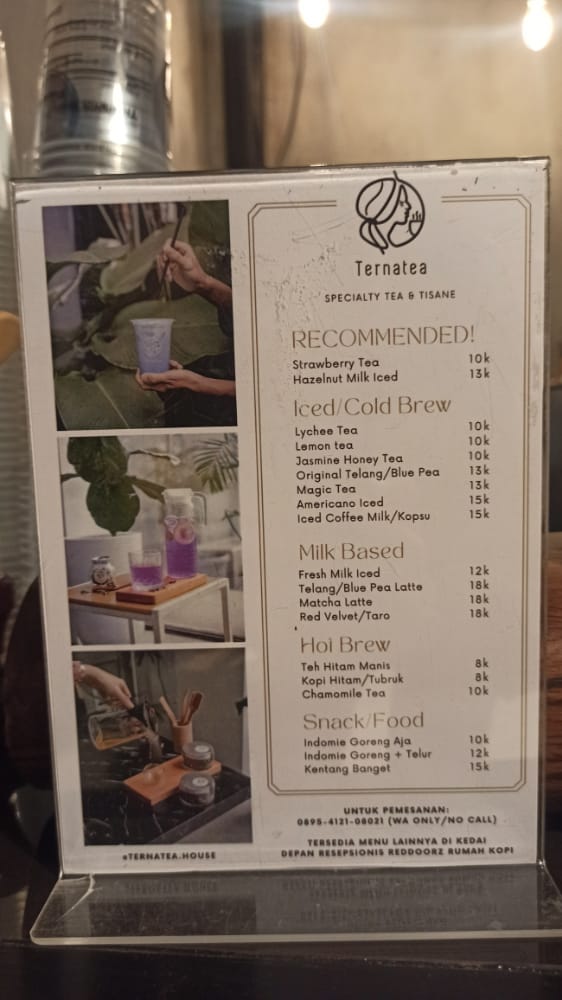 Ternatea
SPECIALTY TEA & TISANE
RECOMMENDED!
Strawberry Tea 10k
Hazelnut Milk Iced 13k
Iced/Cold Brew
Lychee Tea 10k
Lemon tea 10k
Jasmine Honey Tea 10k
Original Telang/Blue Pea 13k
Magic Tea 13k
Americano Iced 15k
Iced Coffee Milk/Kopsu 15k
Milk Based
Fresh Milk Iced 12k
Telang/Blue Pea Latte 18k
Matcha Latte 18k
Red Velvet/Taro 18k
Hot Brew
Teh Hitam Manis 8k
Kopi Hitam/Tubruk 8k
Chamomile Tea 10k
Snack/Food
Indomie Goreng Aja 10k
Indomie Goreng + Telur 12k
Kentang Banget 15k
UNTUK PEMESANAN:
0895-4121-08021 (WA ONLY/NO CALL)
TERSEDIA MENU LAINNYA DI KEDAI
DEPAN RESEPSIONIS REDDOORZ RUMAH KOPI
@TERNATEA.HOUSE